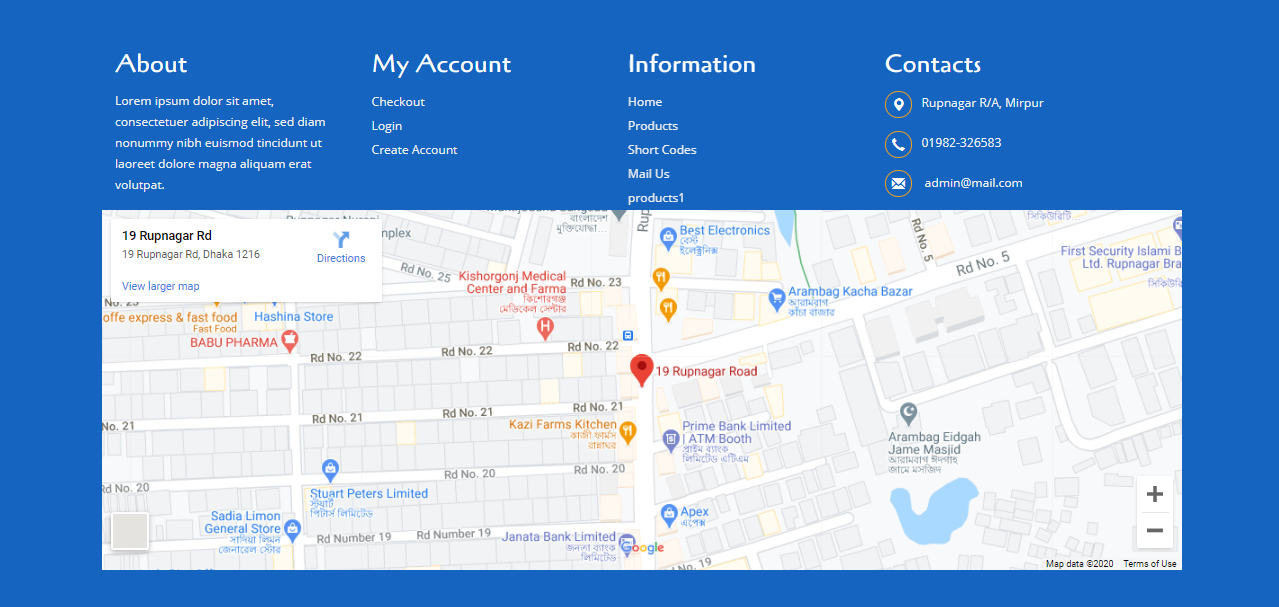 About
Lorem ipsum dolor sit amet,
consectetuer adipiscing elit, sed diam
nonummy nibh euismod tincidunt ut
laoreet dolore magna aliquam erat
volutpat.
My Account
Checkout
Login
Create Account
Information
Home
Products
Short Codes
Mail Us
products1
Contacts
Rupnagar R/A, Mirpur
01982-326583
admin@mail.com
19 Rupnagar Rd
19 Rupnagar Rd, Dhaka 1216
View larger map
Directions
বাংলাদেশ
মুক্তিযোদ্ধা...
Rup
Best Electronics
বেস্ট
ইলেক্ট্রনিক্স
Rd No. 5
Rd No. 5
সিকিউরিটি
First Security Islami B
Ltd. Rupnagar Bra
Rd No. 25
Kishorgonj Medical
Center and Farma
কিশোরগঞ্জ
মেডিকেল সেন্টার
Rd No. 23
Arambag Kacha Bazar
আরামবাগ
কাঁচা বাজার
No. 23
offe express & fast food
Fast Food
Hashina Store
BABU PHARMA
Rd No. 22
Rd No. 22
Rd No. 22
19 Rupnagar Road
Rd No. 21
Rd No. 21
Rd No. 21
No. 21
Kazi Farms Kitchen
কাজী ফার্মস
রান্নাঘর
Prime Bank Limited
| ATM Booth
প্রাইম ব্যাংক
লিমিটেড এটিএম
Arambag Eidgah
Jame Masjid
আরামবাগ ঈদগাহ
জামে মসজিদ
Rd No. 20
Rd No. 20
Rd No. 20
Stuart Peters Limited
স্টুয়ার্ট
পিটার্স লিমিটেড
Sadia Limon
General Store
সাদিয়া লিমন
জেনারেল স্টোর
Rd Number 19
Rd Number 19
Apex
এপেক্স
Janata Bank Limited
জনতা ব্যাংক
লিমিটেড
Google
No. 19
Map data ©2020
Terms of Use